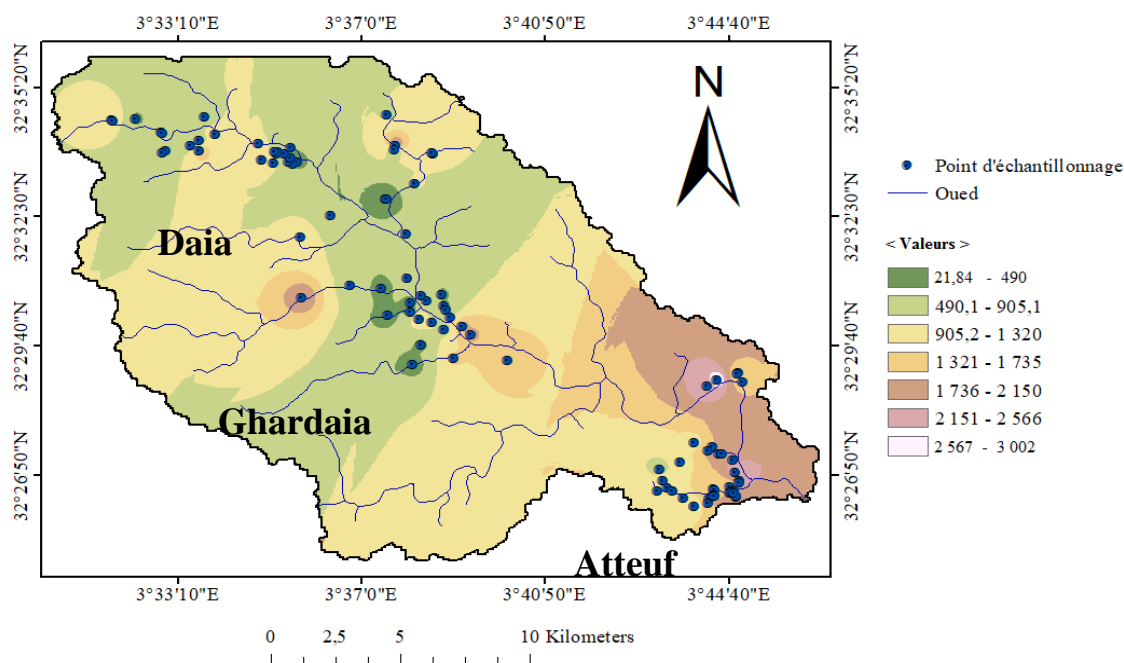 3°33'10"E 3°37'0"E 3°40'50"E 3°44'40"E
32°35'20"N 32°35'20"N
32°32'30"N 32°32'30"N
32°29'40"N 32°29'40"N
32°26'50"N 32°26'50"N
N
Daia
Ghardaia
Atteuf
Point d'échantillonnage
Oued
< Valeurs >
21,84 - 490
490,1 - 905,1
905,2 - 1 320
1 321 - 1 735
1 736 - 2 150
2 151 - 2 566
2 567 - 3 002
3°33'10"E 3°37'0"E 3°40'50"E 3°44'40"E
0 2,5 5 10 Kilometers